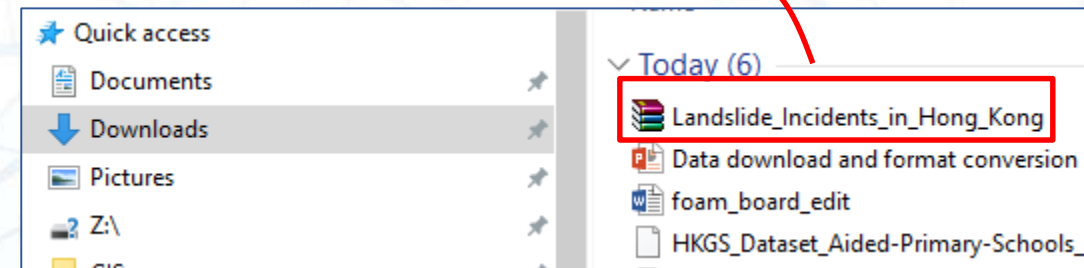 Quick access
Documents
Downloads
Pictures
Z:\
Today (6)
Landslide_Incidents_in_Hong_Kong
Data download and format conversion
foam_board_edit
HKGS_Dataset_Aided-Primary-Schools_